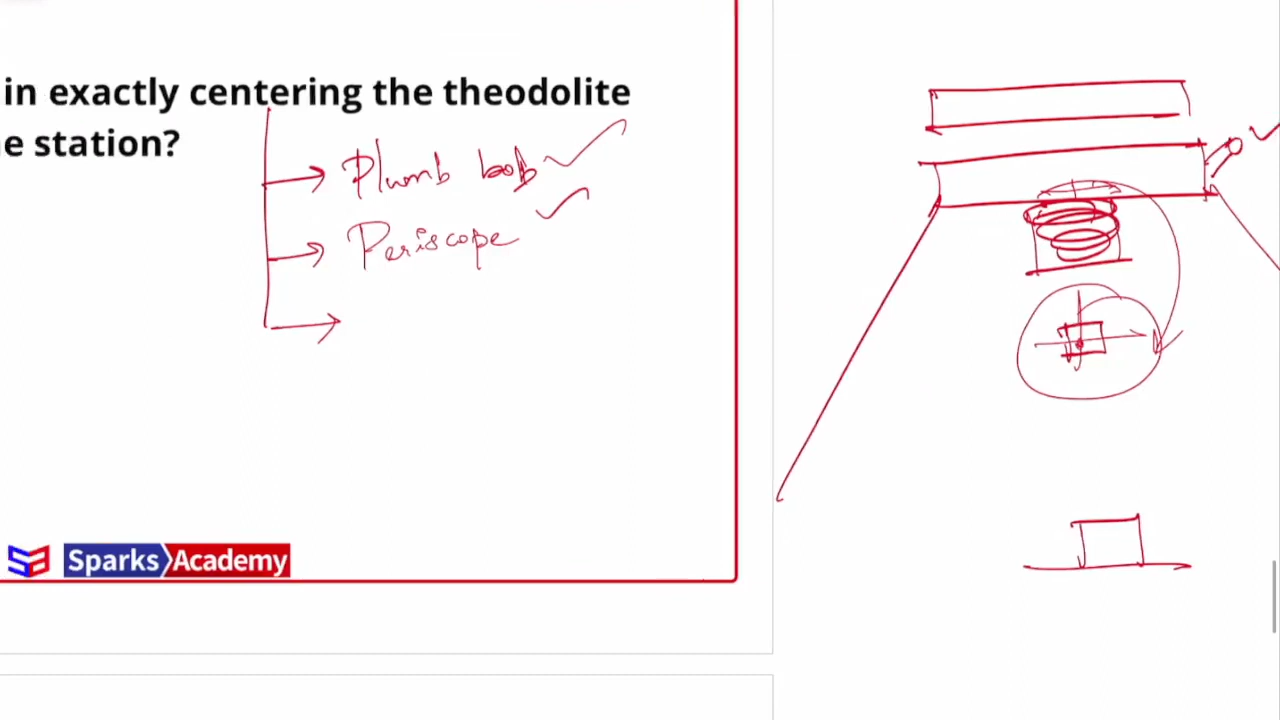 in exactly centering the theodolite
e station?
Plumb bob
Periscope
Sparks Academy